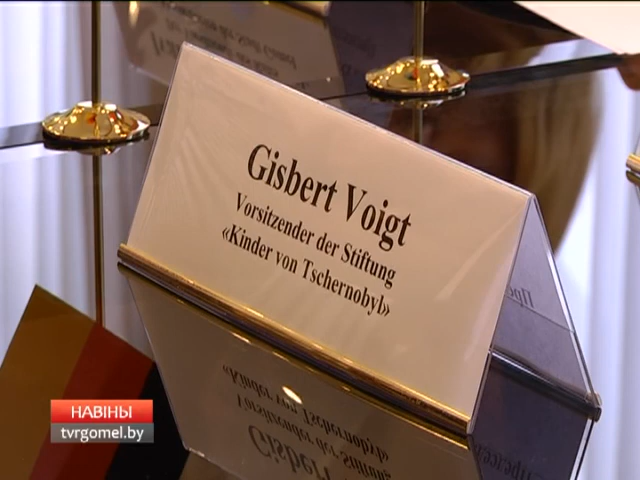 Gisbert Voigt
Vorsitzender der Stiftung
«Kinder von Tschernobyl»
НАВІНЫ
tvrgomel.by